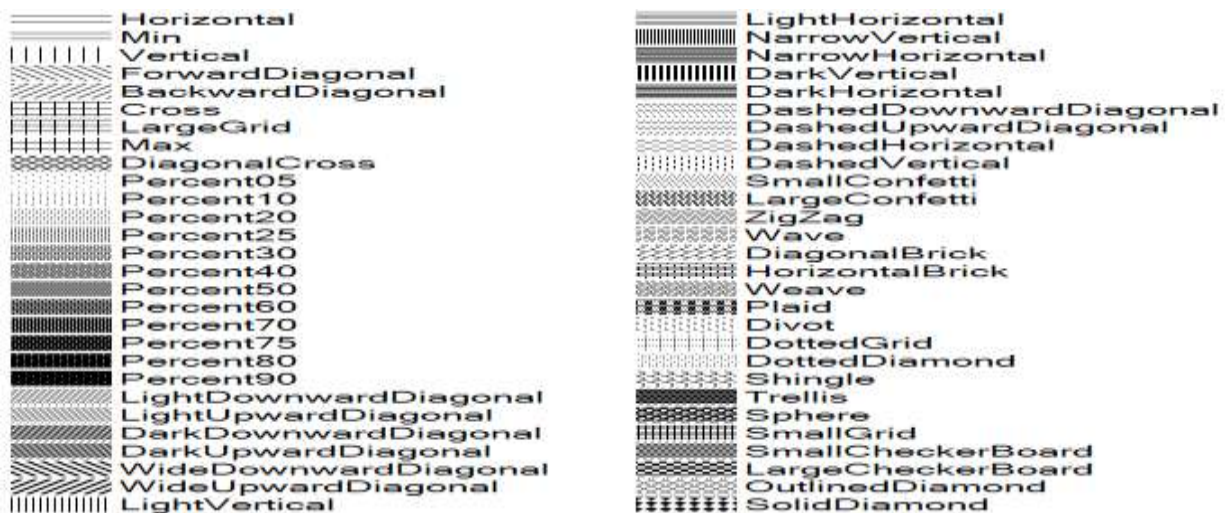 Horizontal
Min
Vertical
ForwardDiagonal
BackwardDiagonal
Cross
LargeGrid
Max
DiagonalCross
Percent05
Percent10
Percent20
Percent25
Percent30
Percent40
Percent50
Percent60
Percent70
Percent75
Percent80
Percent90
LightDownwardDiagonal
LightUpwardDiagonal
DarkDownwardDiagonal
DarkUpwardDiagonal
WideDownwardDiagonal
WideUpwardDiagonal
LightVertical
LightHorizontal
NarrowVertical
NarrowHorizontal
DarkVertical
DarkHorizontal
DashedDownwardDiagonal
DashedUpwardDiagonal
DashedHorizontal
DashedVertical
SmallConfetti
LargeConfetti
ZigZag
Wave
DiagonalBrick
HorizontalBrick
Weave
Plaid
Divot
DottedGrid
DottedDiamond
Shingle
Trellis
Sphere
SmallGrid
SmallCheckerBoard
LargeCheckerBoard
OutlinedDiamond
SolidDiamond